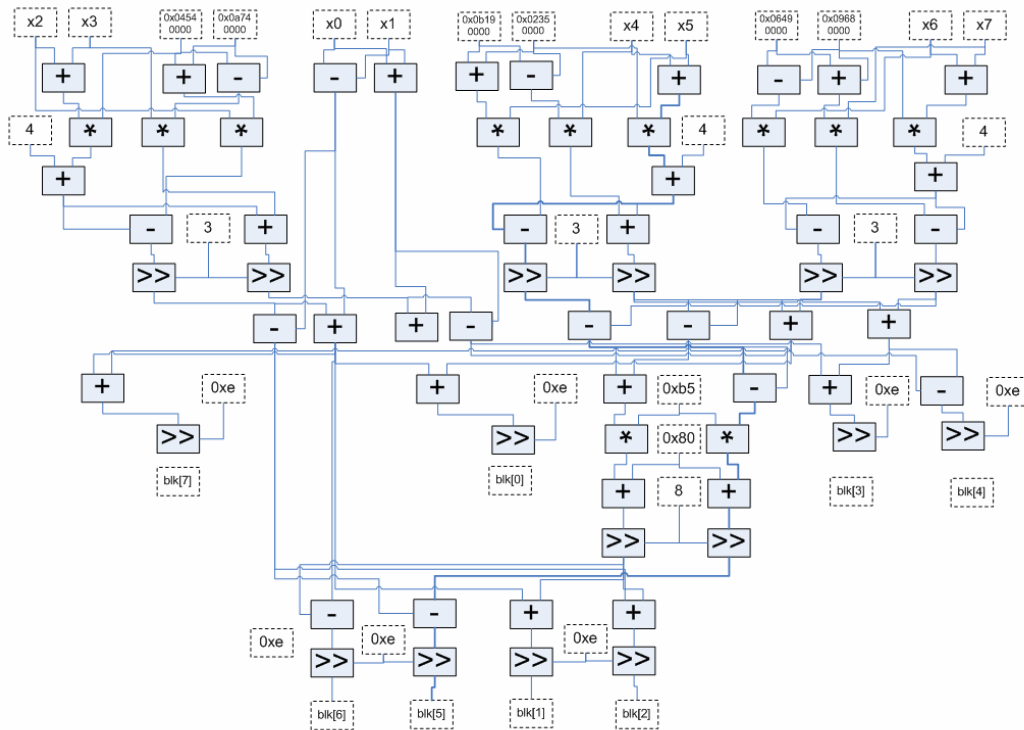 x2 x3 0x0454 0x0a74 x0 x1 0x0b19 0x0235 x4 x5 0x0649 0x0968 x6 x7
0000 0000 0000 0000 0000 0000
+ + - - + + - + - + +
4 * * * * * * 4 * * * 4
+ + +
- + 3 - + 3 - 3 -
>> >> >> >> >> >>
- + + - - - + +
+ 0xe + 0xe + 0xb5 - + 0xe - 0xe
>> >> * 0x80 * >> >>
blk[7] blk[0] + 8 + blk[3] blk[4]
>> >>
- - + +
0xe 0xe 0xe
>> >> >> >>
blk[6] blk[5] blk[1] blk[2]